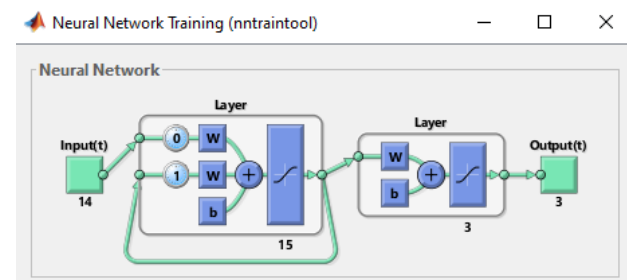 Neural Network Training (nntraintool)
Neural Network
Layer
Layer
Input(t)
0
W
W
Output(t)
1
W
b
b
14
15
3
3